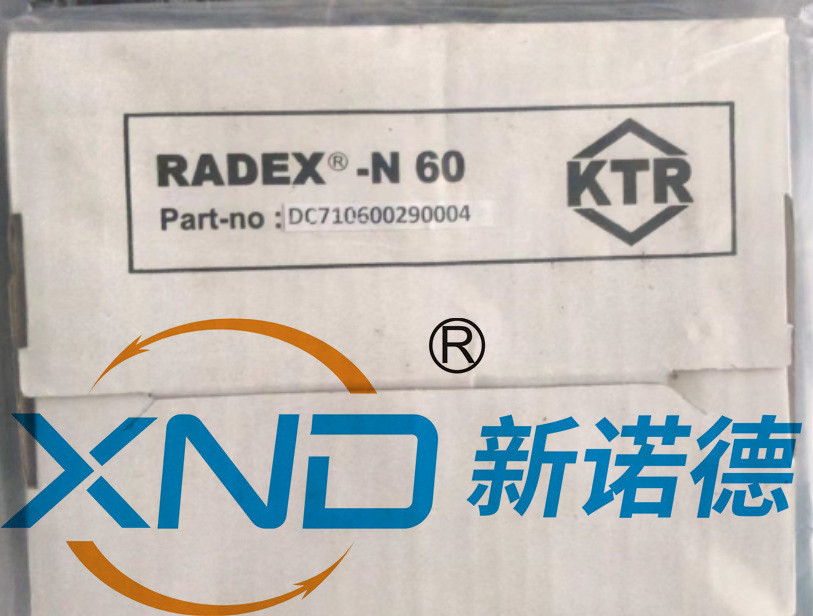 RADEX® -N 60
KTR
Part-no : DC710600290004
®
XND 新诺德